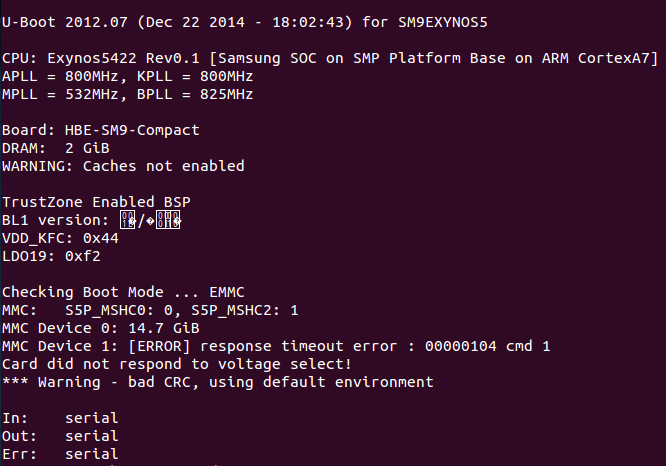 U-Boot 2012.07 (Dec 22 2014 - 18:02:43) for SM9EXYNOS5
CPU: Exynos5422 Rev0.1 [Samsung SOC on SMP Platform Base on ARM CortexA7]
APLL = 800MHz, KPLL = 800MHz
MPLL = 532MHz, BPLL = 825MHz
Board: HBE-SM9-Compact
DRAM:  2 GiB
WARNING: Caches not enabled
TrustZone Enabled BSP
BL1 version: /
VDD_KFC: 0x44
LDO19: 0xf2
Checking Boot Mode ... EMMC
MMC:   S5P_MSHC0: 0, S5P_MSHC2: 1
MMC Device 0: 14.7 GiB
MMC Device 1: [ERROR] response timeout error : 00000104 cmd 1
Card did not respond to voltage select!
*** Warning - bad CRC, using default environment
In:    serial
Out:   serial
Err:   serial